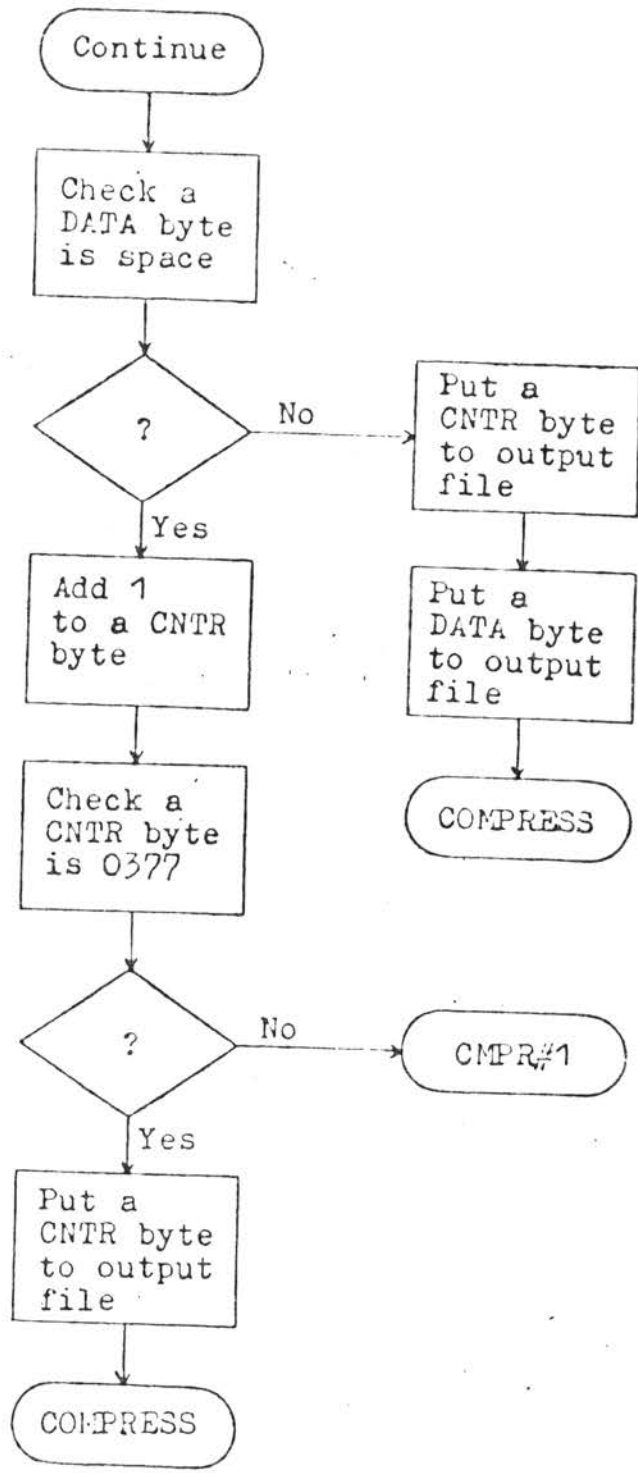 Continue
Check a
DATA byte
is space
?
No
Put a
CNTR byte
to output
file
Yes
Put a
DATA byte
to output
file
COMPRESS
Add 1
to a CNTR
byte
Check a
CNTR byte
is 0377
?
No
CMPR#1
Yes
Put a
CNTR byte
to output
file
COMPRESS